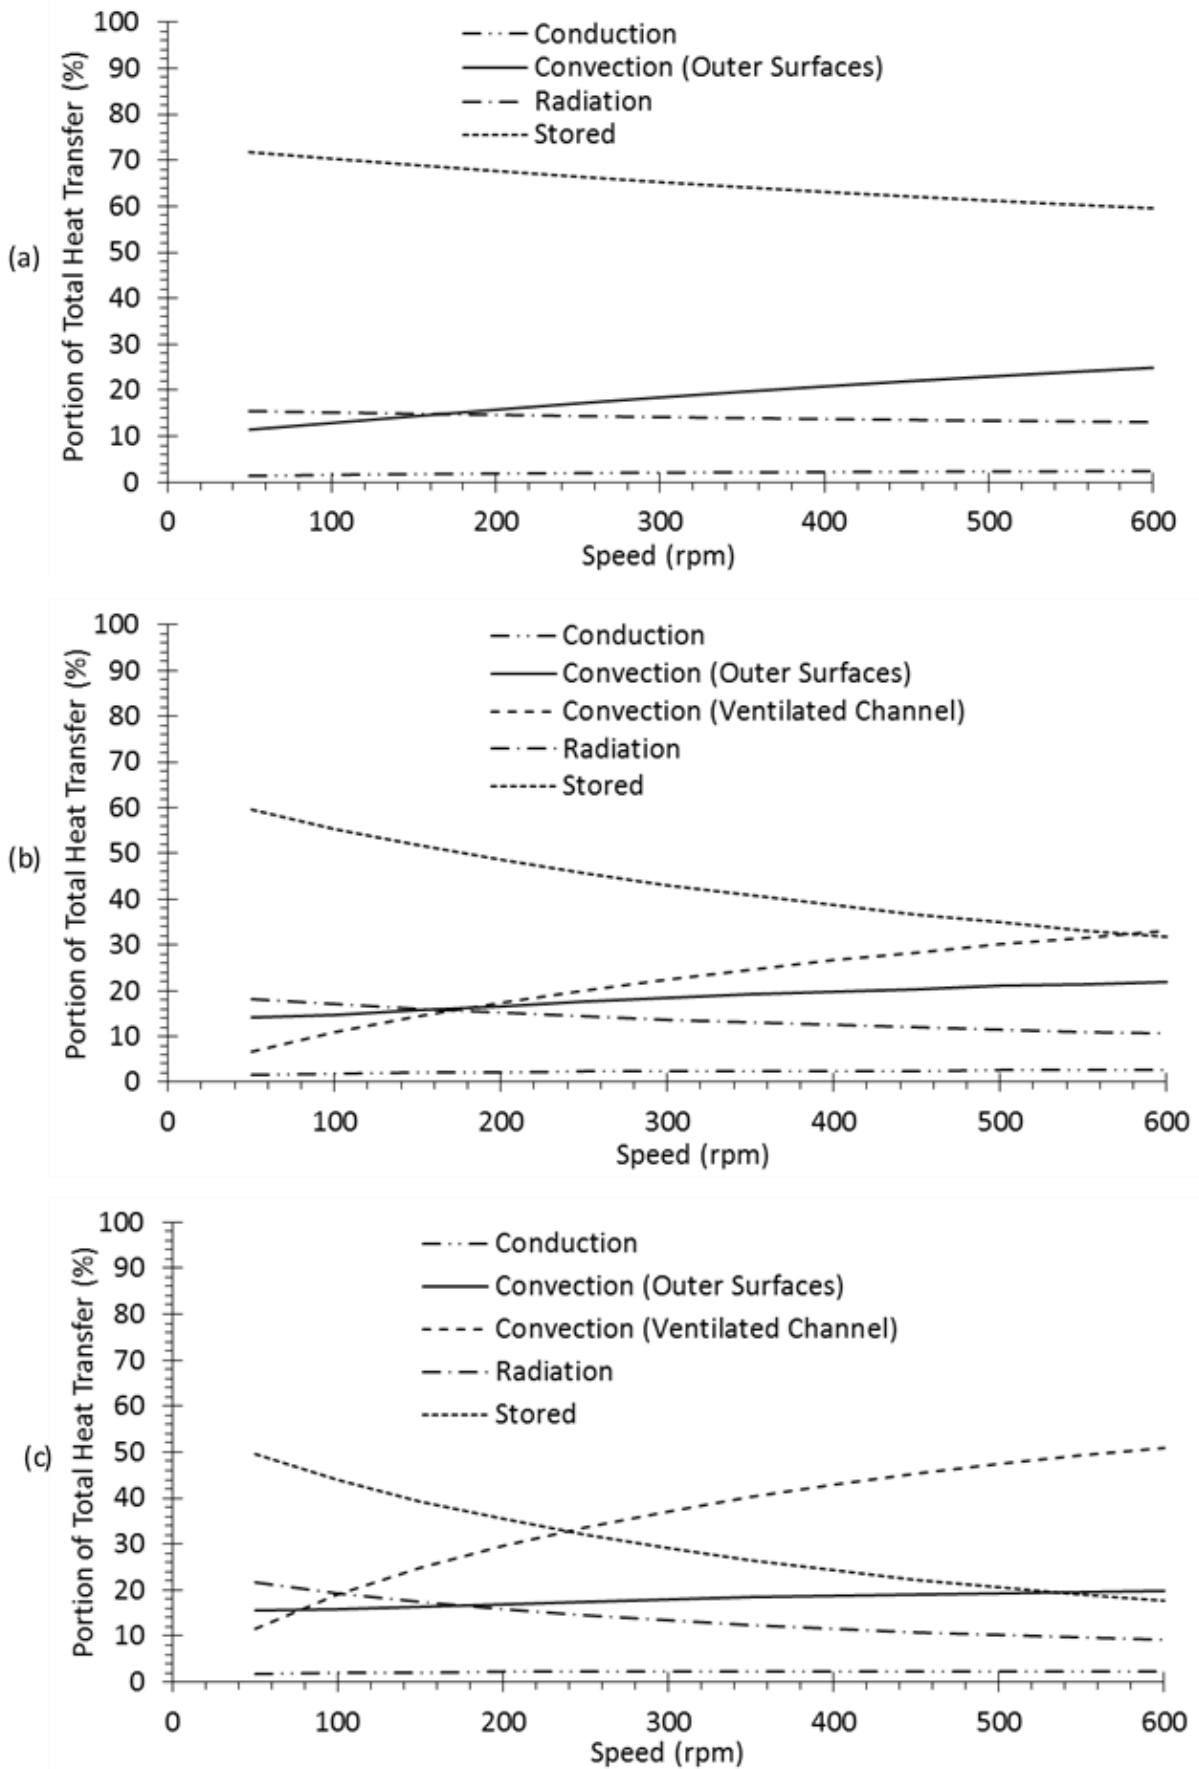 100
90
80
70
60
50
40
30
20
10
0
Portion of Total Heat Transfer (%)
(a)
Conduction
Convection (Outer Surfaces)
Radiation
Stored
0 100 200 300 400 500 600
Speed (rpm)
100
90
80
70
60
50
40
30
20
10
0
Portion of Total Heat Transfer (%)
(b)
Conduction
Convection (Outer Surfaces)
Convection (Ventilated Channel)
Radiation
Stored
0 100 200 300 400 500 600
Speed (rpm)
100
90
80
70
60
50
40
30
20
10
0
Portion of Total Heat Transfer (%)
(c)
Conduction
Convection (Outer Surfaces)
Convection (Ventilated Channel)
Radiation
Stored
0 100 200 300 400 500 600
Speed (rpm)